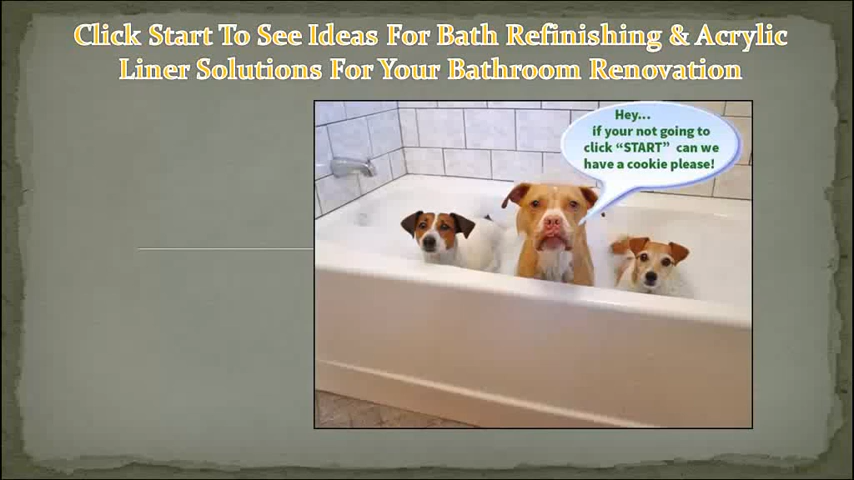 Click Start To See Ideas For Bath Refinishing & Acrylic
Liner Solutions For Your Bathroom Renovation
Hey...
if your not going to
click “START” can we
have a cookie please!